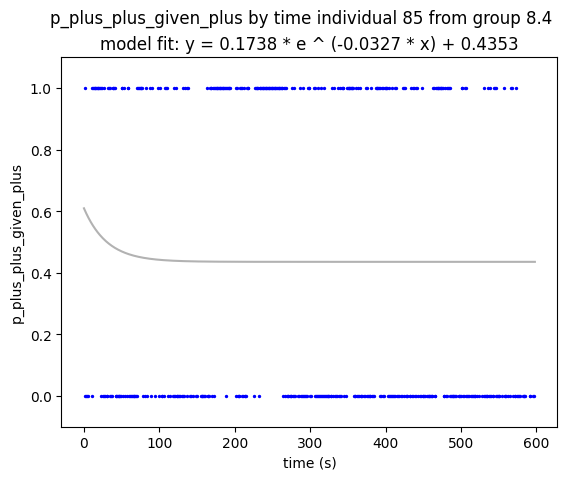 p_plus_plus_given_plus by time individual 85 from group 8.4
model fit: y = 0.1738 * e ^ (-0.0327 * x) + 0.4353
1.0
0.8
0.6
0.4
0.2
0.0
p_plus_plus_given_plus
0 100 200 300 400 500 600
time (s)